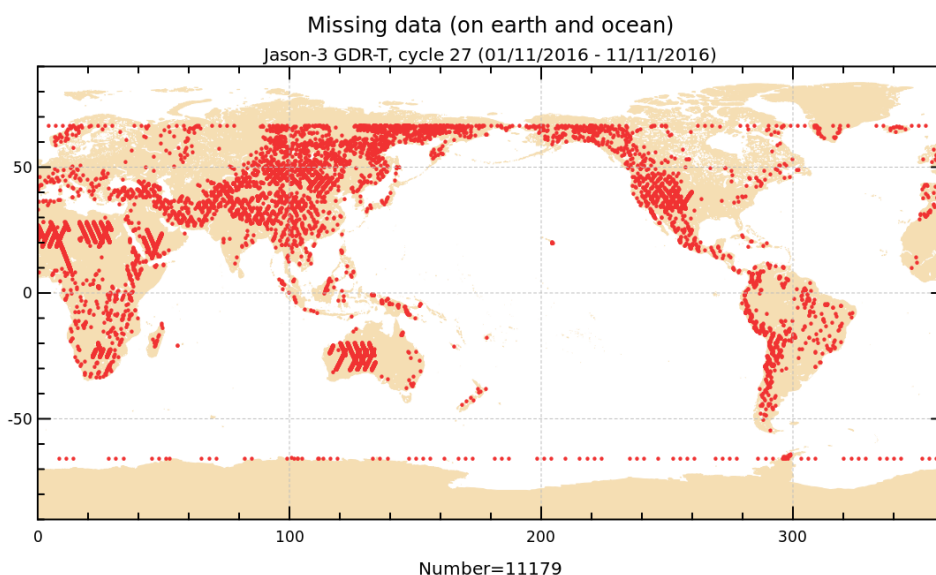 Missing data (on earth and ocean)
Jason-3 GDR-T, cycle 27 (01/11/2016 - 11/11/2016)
50
0
-50
0 100 200 300
Number=11179